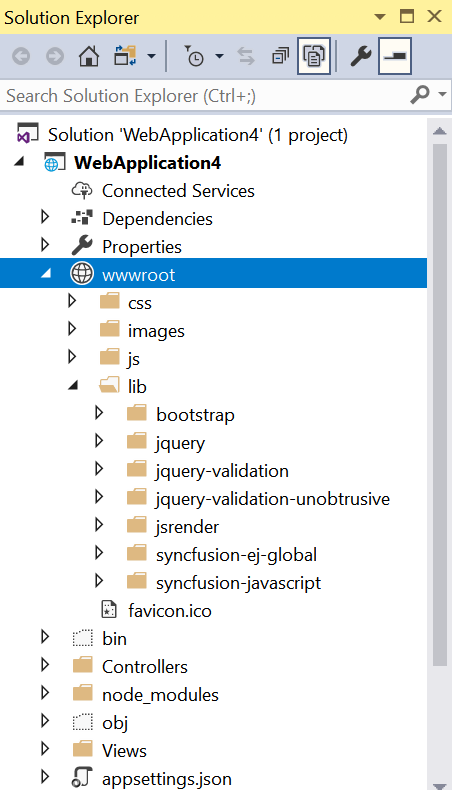 Solution Explorer
Search Solution Explorer (Ctrl+;)
Solution 'WebApplication4' (1 project)
WebApplication4
Connected Services
Dependencies
Properties
wwwroot
css
images
js
lib
bootstrap
jquery
jquery-validation
jquery-validation-unobtrusive
jsrender
syncfusion-ej-global
syncfusion-javascript
favicon.ico
bin
Controllers
node_modules
obj
Views
appsettings.json